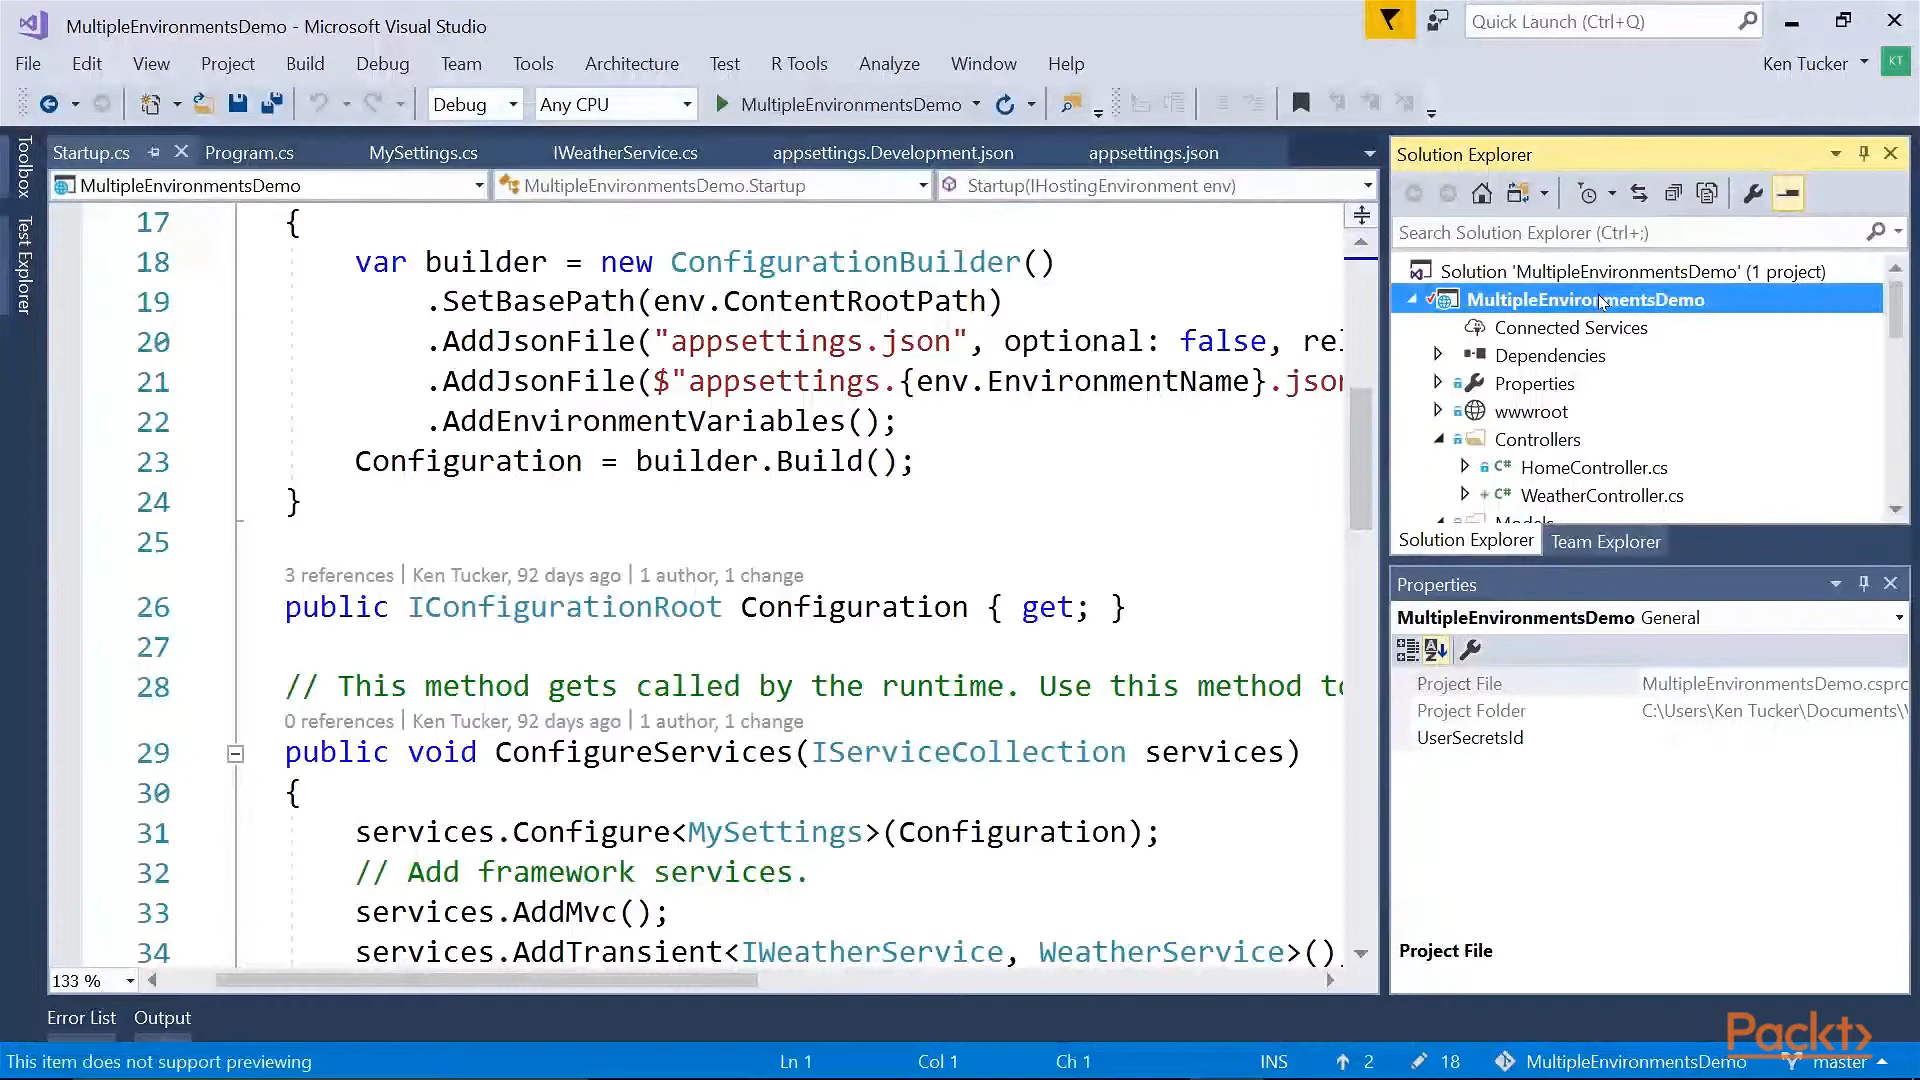 MultipleEnvironmentsDemo - Microsoft Visual Studio
Quick Launch (Ctrl+Q)
File Edit View Project Build Debug Team Tools Architecture Test R Tools Analyze Window Help
Ken Tucker KT
Debug Any CPU MultipleEnvironmentsDemo
Toolbox
Test Explorer
Startup.cs Program.cs MySettings.cs IWeatherService.cs appsettings.Development.json appsettings.json
MultipleEnvironmentsDemo MultipleEnvironmentsDemo.Startup Startup(IHostingEnvironment env)
17 {
18 var builder = new ConfigurationBuilder()
19 .SetBasePath(env.ContentRootPath)
20 .AddJsonFile("appsettings.json", optional: false, rel
21 .AddJsonFile($"appsettings.{env.EnvironmentName}.json
22 .AddEnvironmentVariables();
23 Configuration = builder.Build();
24 }
25
3 references | Ken Tucker, 92 days ago | 1 author, 1 change
26 public IConfigurationRoot Configuration { get; }
27
28 // This method gets called by the runtime. Use this method to
0 references | Ken Tucker, 92 days ago | 1 author, 1 change
29 public void ConfigureServices(IServiceCollection services)
30 {
31 services.Configure<MySettings>(Configuration);
32 // Add framework services.
33 services.AddMvc();
34 services.AddTransient<IWeatherService, WeatherService>()
133 %
Solution Explorer
Search Solution Explorer (Ctrl+;)
Solution 'MultipleEnvironmentsDemo' (1 project)
MultipleEnvironmentsDemo
Connected Services
Dependencies
Properties
wwwroot
Controllers
C# HomeController.cs
C# WeatherController.cs
Models
Solution Explorer Team Explorer
Properties
MultipleEnvironmentsDemo General
Project File MultipleEnvironmentsDemo.csprc
Project Folder C:\Users\Ken Tucker\Documents\
UserSecretsId
Project File
Error List Output
Packt>
This item does not support previewing Ln 1 Col 1 Ch 1 INS 2 18 MultipleEnvironmentsDemo master